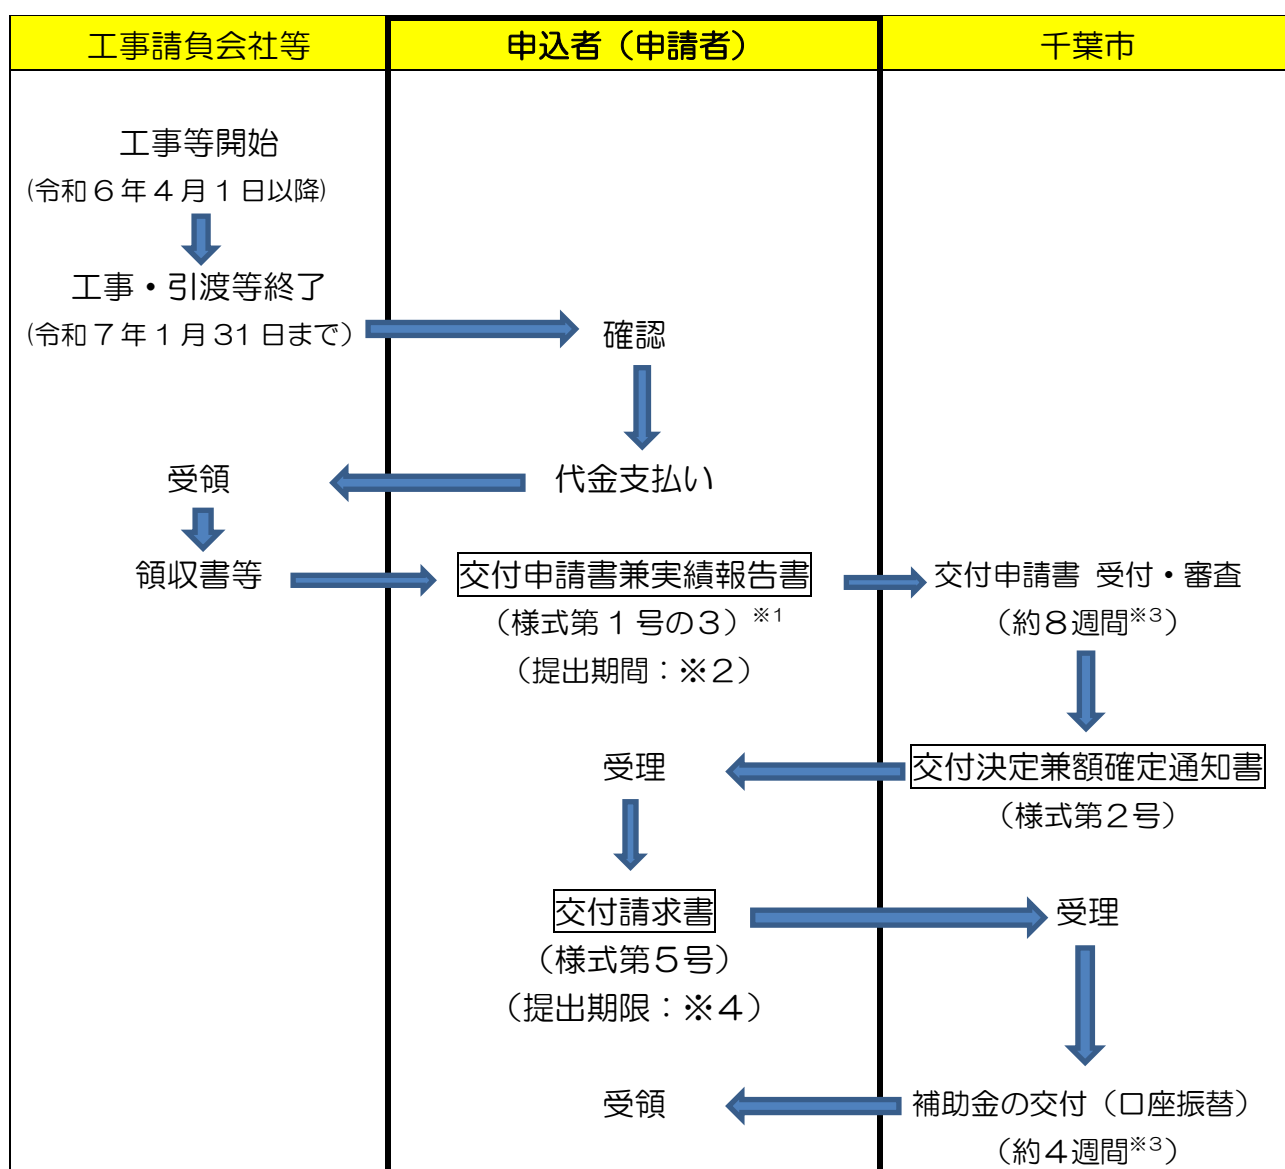 工事請負会社等
申込者（申請者）
千葉市
工事等開始
(令和６年４月１日以降)
工事・引渡等終了
(令和７年１月31日まで）
確認
代金支払い
受領
領収書等
交付申請書兼実績報告書
（様式第１号の３）※1
（提出期間：※２）
交付申請書 受付・審査
（約８週間※3）
交付決定兼額確定通知書
（様式第２号）
受理
交付請求書
（様式第５号）
（提出期限：※４）
受理
補助金の交付（口座振替）
（約４週間※3）
受領